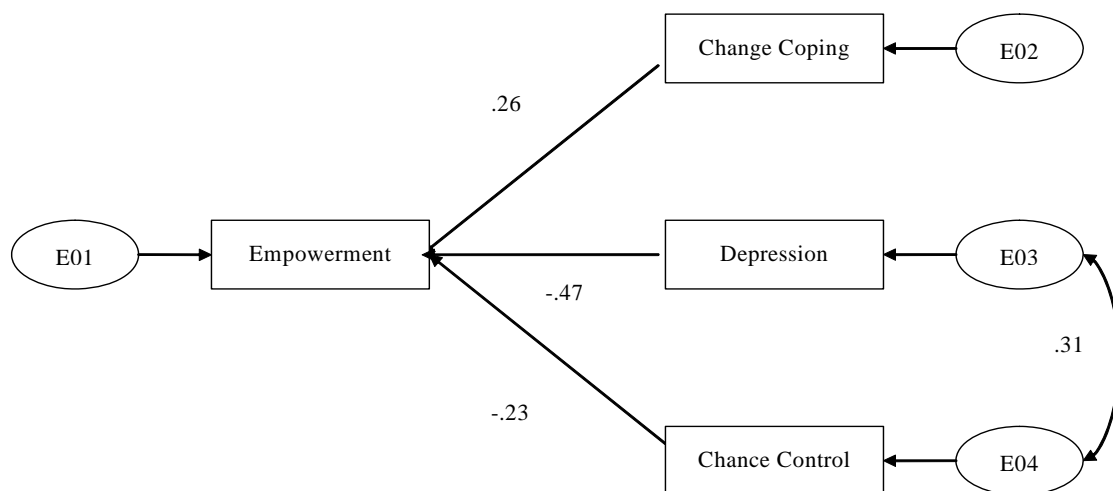 Change Coping
E02
.26
E01
Empowerment
Depression
E03
-.47
.31
-.23
Chance Control
E04